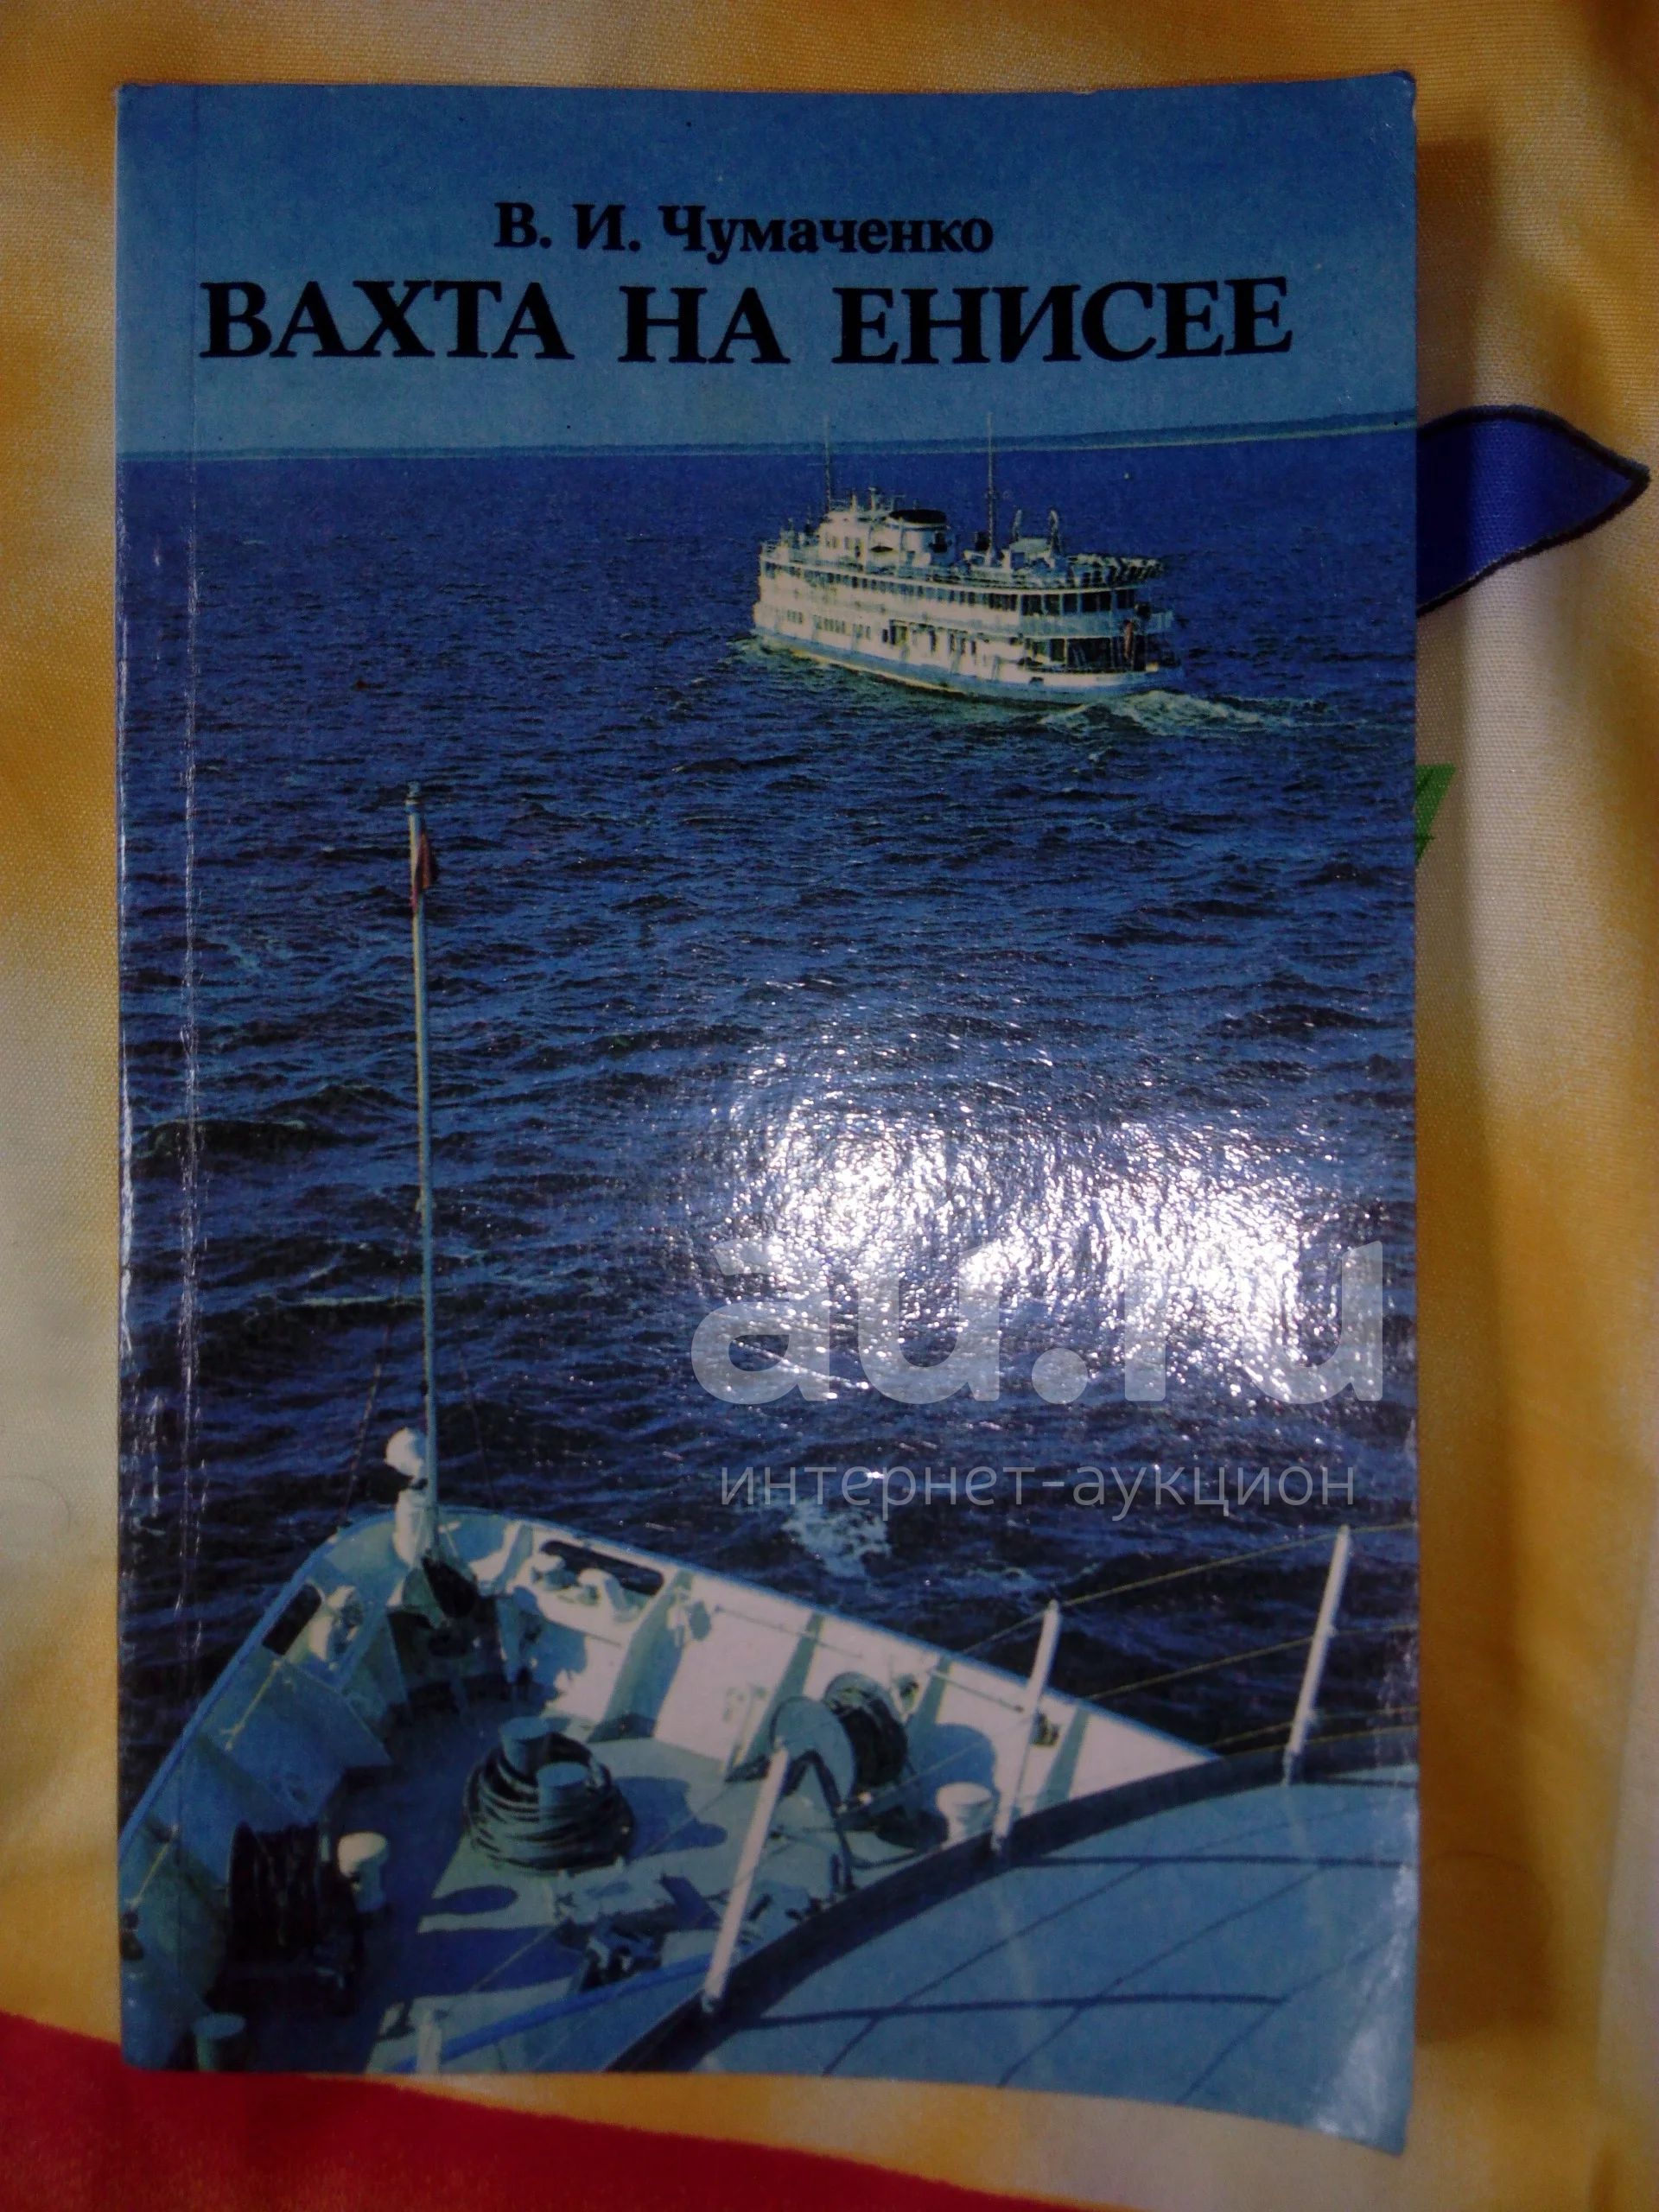 В. И. Чумаченко
ВАХТА НА ЕНИСЕЕ
au.ru
интернет-аукцион